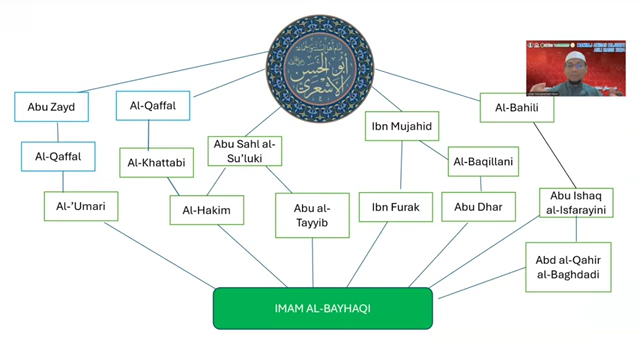 أبو الحسن
الأشعري
Abu Zayd
Al-Qaffal
Al-Bahili
Ibn Mujahid
Abu Sahl al-
Su'luki
Al-Qaffal
Al-Khattabi
Al-Baqillani
Al-'Umari
Al-Hakim
Abu al-
Tayyib
Ibn Furak
Abu Dhar
Abu Ishaq
al-Isfarayini
Abd al-Qahir
al-Baghdadi
IMAM AL-BAYHAQI